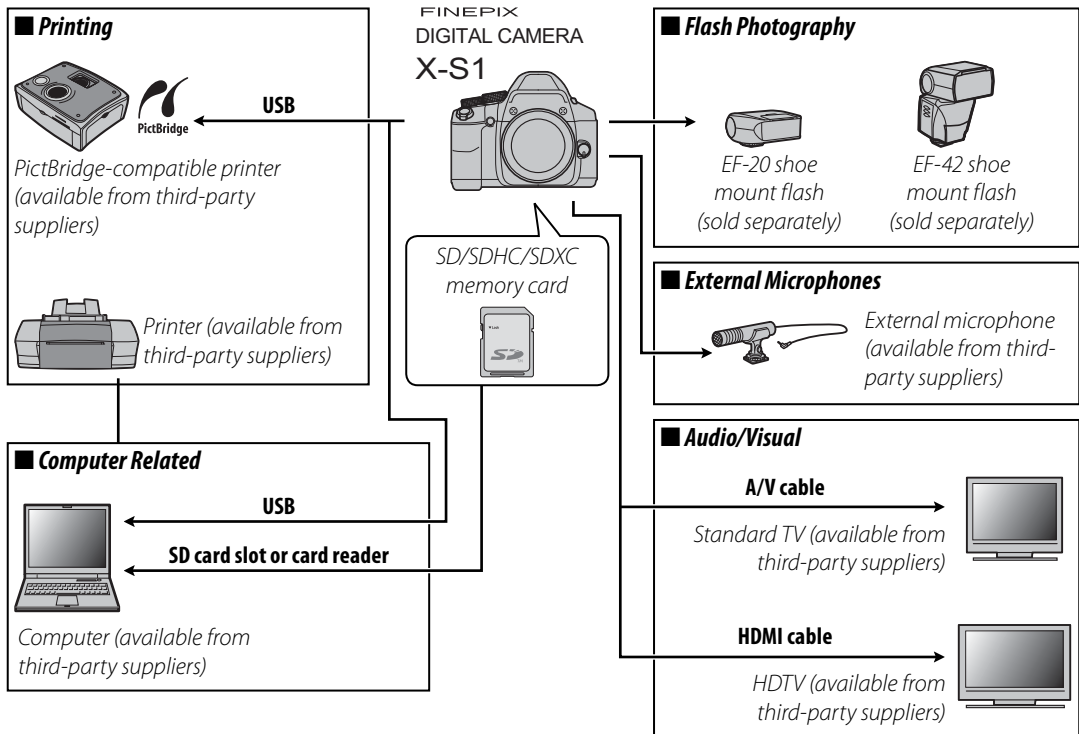 ■ Printing
PictBridge
USB
PictBridge-compatible printer
(available from third-party
suppliers)
Printer (available from
third-party suppliers)
FINEPIX
DIGITAL CAMERA
X-S1
SD/SDHC/SDXC
memory card
Lock
SD
■ Flash Photography
EF-20 shoe
mount flash
(sold separately)
EF-42 shoe
mount flash
(sold separately)
■ External Microphones
External microphone
(available from third-
party suppliers)
■ Computer Related
USB
SD card slot or card reader
Computer (available from
third-party suppliers)
■ Audio/Visual
A/V cable
Standard TV (available from
third-party suppliers)
HDMI cable
HDTV (available from
third-party suppliers)